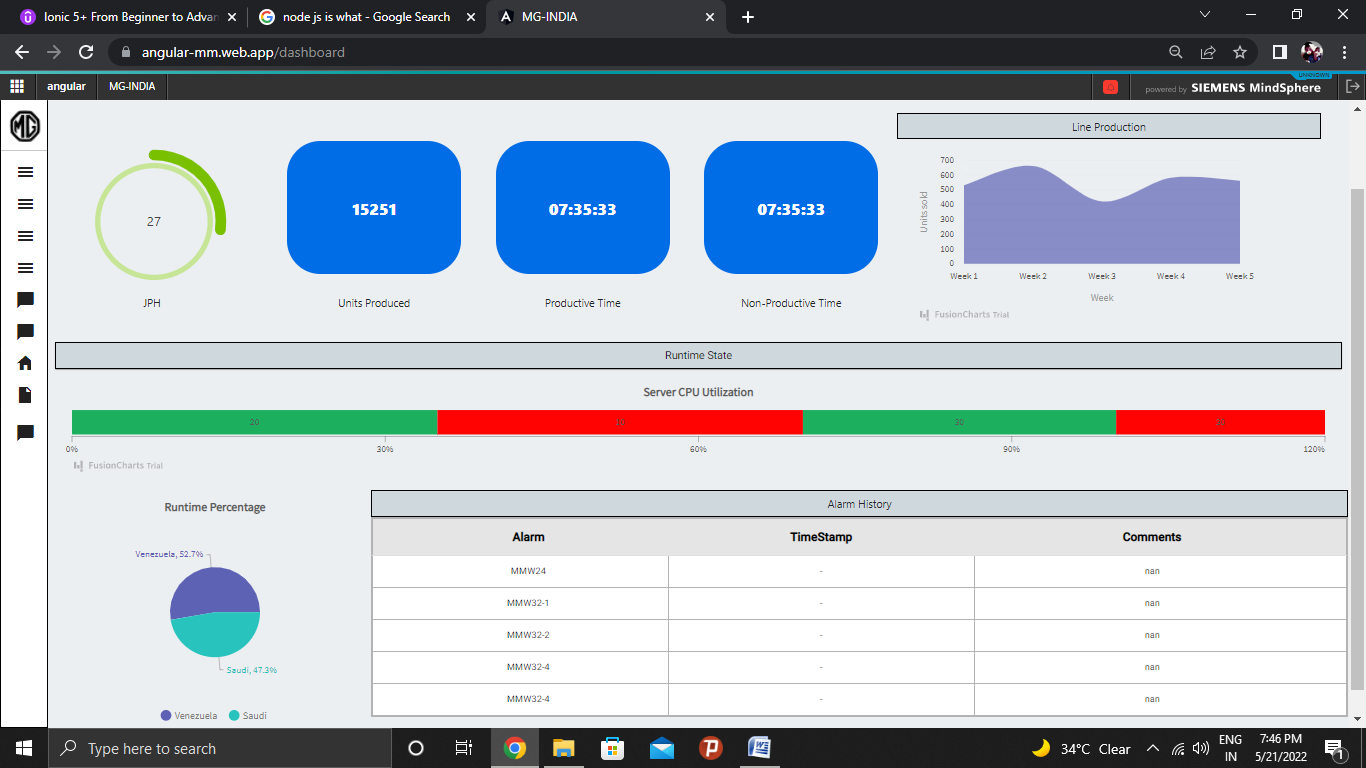 Ionic 5+ From Beginner to Advan
node js is what - Google Search
MG-INDIA
angular-mm.web.app/dashboard
angular
MG-INDIA
UNKNOWN
powered by SIEMENS MindSphere
MG
27
JPH
15251
Units Produced
07:35:33
Productive Time
07:35:33
Non-Productive Time
Line Production
Units sold
700
600
500
400
300
200
100
0
Week 1 Week 2 Week 3 Week 4 Week 5
Week
FusionCharts Trial
Runtime State
Server CPU Utilization
20 10 30
0% 30% 60% 90% 120%
FusionCharts Trial
Runtime Percentage
Venezuela, 52.7%
Saudi, 47.3%
Venezuela Saudi
Alarm History
Alarm TimeStamp Comments
MMW24 - nan
MMW32-1 - nan
MMW32-2 - nan
MMW32-4 - nan
MMW32-4 - nan
Type here to search
34°C Clear
ENG
IN
7:46 PM
5/21/2022
1